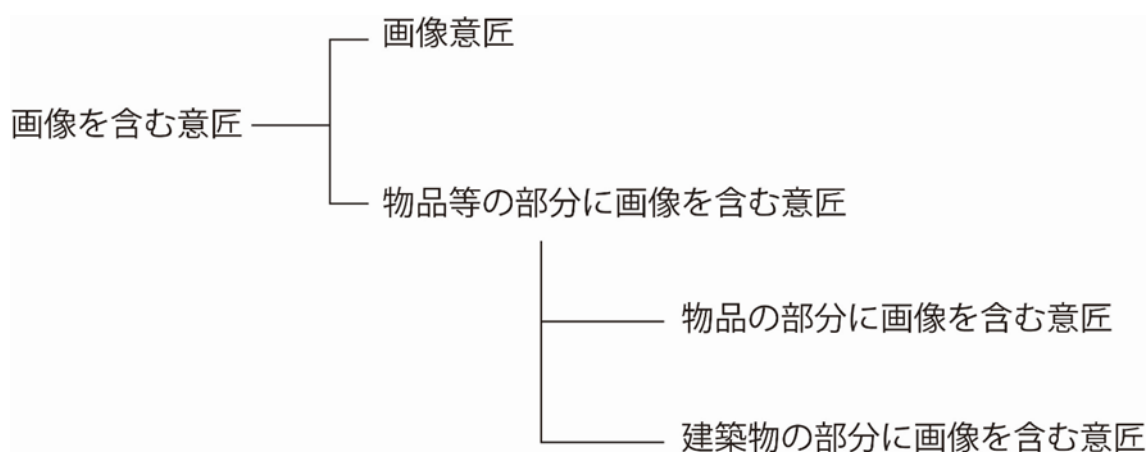 画像意匠
画像を含む意匠
物品等の部分に画像を含む意匠
物品の部分に画像を含む意匠
建築物の部分に画像を含む意匠